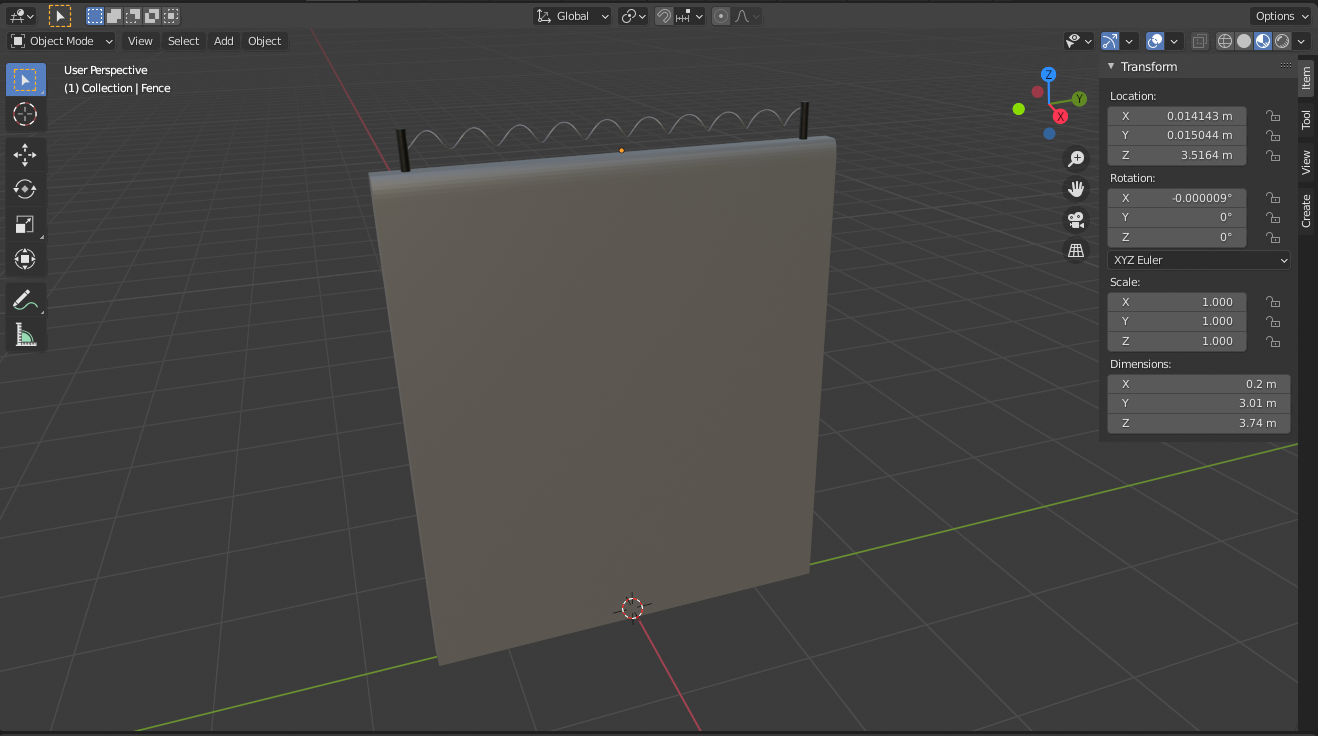 Global
Options
Object Mode
View
Select
Add
Object
User Perspective
(1) Collection | Fence
Z
Y
X
Transform
Location:
X 0.014143 m
Y 0.015044 m
Z 3.5164 m
Rotation:
X -0.000009°
Y 0°
Z 0°
XYZ Euler
Scale:
X 1.000
Y 1.000
Z 1.000
Dimensions:
X 0.2 m
Y 3.01 m
Z 3.74 m
Item
Tool
View
Create